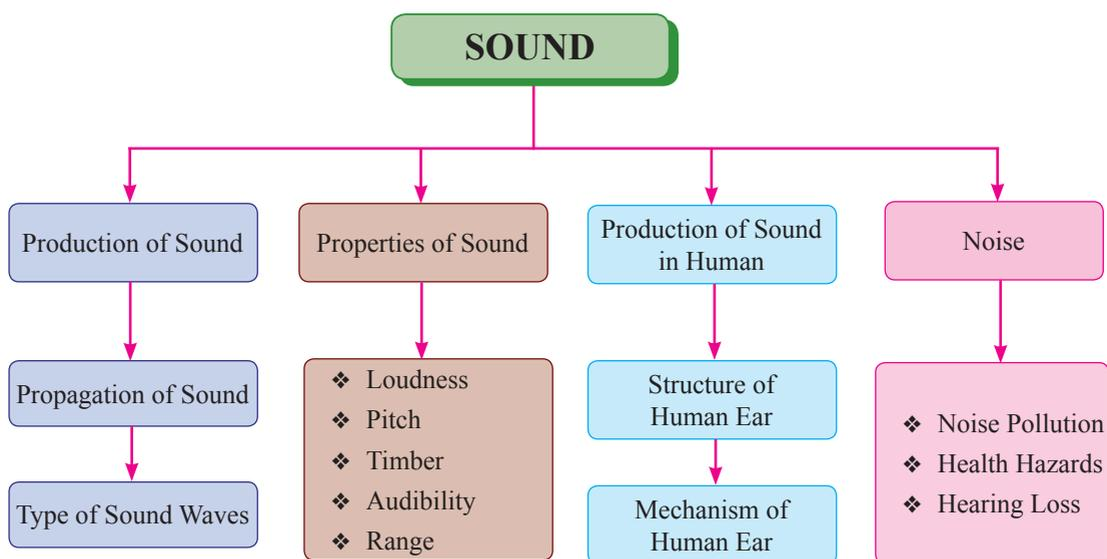 SOUND
Production of Sound
Properties of Sound
Production of Sound
in Human
Noise
Propagation of Sound
Type of Sound Waves
❖ Loudness
❖ Pitch
❖ Timber
❖ Audibility
❖ Range
Structure of
Human Ear
Mechanism of
Human Ear
❖ Noise Pollution
❖ Health Hazards
❖ Hearing Loss